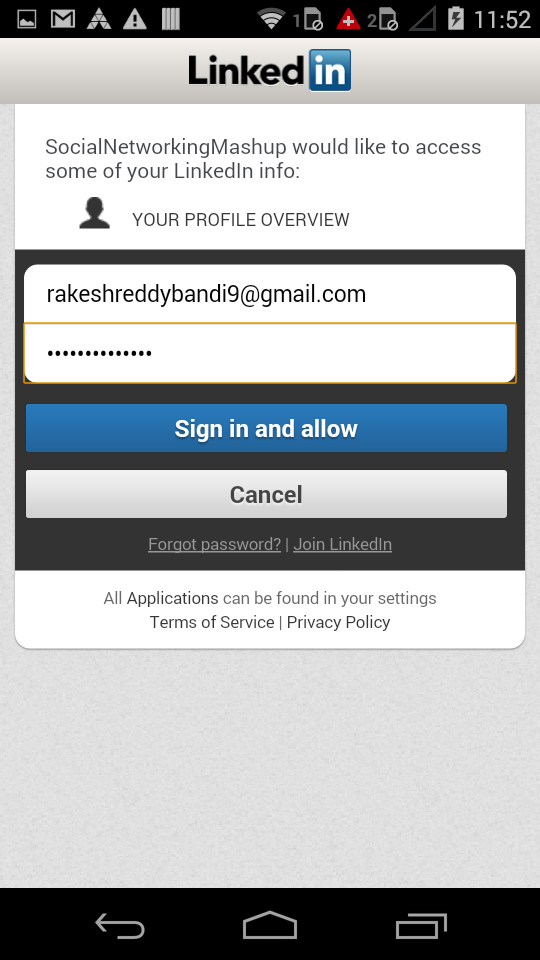 1 2 11:52
Linked in
SocialNetworkingMashup would like to access
some of your LinkedIn info:
YOUR PROFILE OVERVIEW
rakeshreddybandi9@gmail.com
••••••••••••••
Sign in and allow
Cancel
Forgot password? | Join LinkedIn
All Applications can be found in your settings
Terms of Service | Privacy Policy